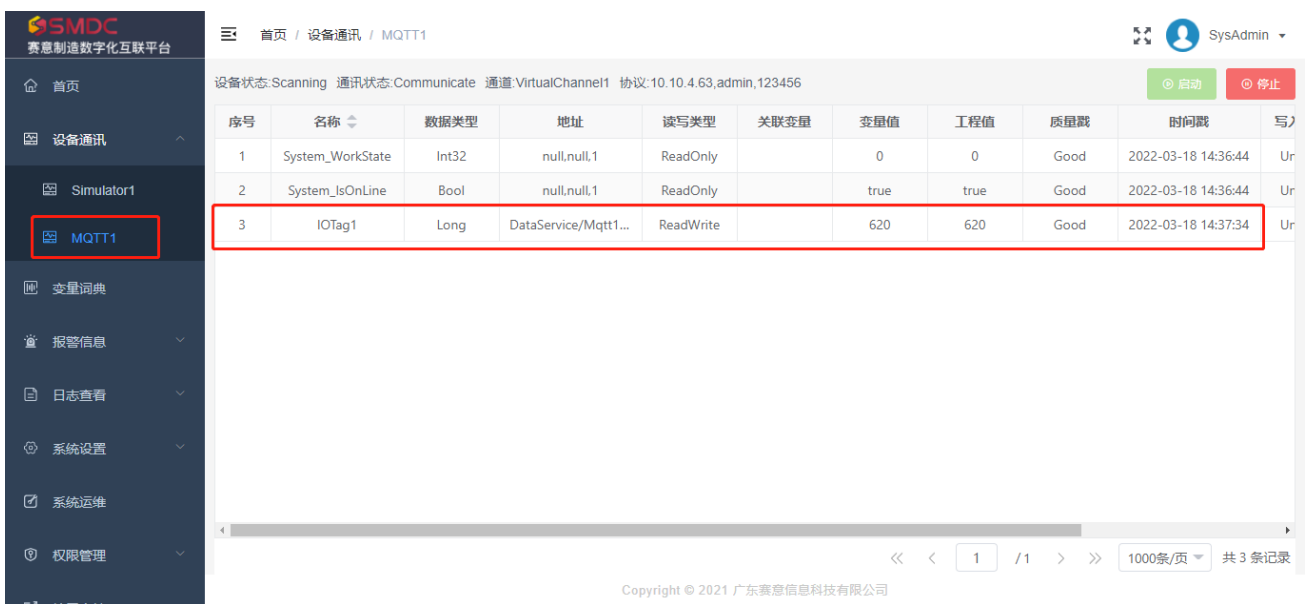 SMDC
赛意制造数字化互联平台
首页 / 设备通讯 / MQTT1
SysAdmin
首页
设备通讯
Simulator1
MQTT1
变量词典
报警信息
日志查看
系统设置
系统运维
权限管理
设备状态:Scanning 通讯状态:Communicate 通道:VirtualChannel1 协议:10.10.4.63,admin,123456
启动 停止
序号 名称 数据类型 地址 读写类型 关联变量 变量值 工程值 质量戳 时间戳
1 System_WorkState Int32 null,null,1 ReadOnly 0 0 Good 2022-03-18 14:36:44
2 System_IsOnLine Bool null,null,1 ReadOnly true true Good 2022-03-18 14:36:44
3 IOTag1 Long DataService/Mqtt1... ReadWrite 620 620 Good 2022-03-18 14:37:34
1 /1 1000条/页 共 3 条记录
Copyright © 2021 广东赛意信息科技有限公司